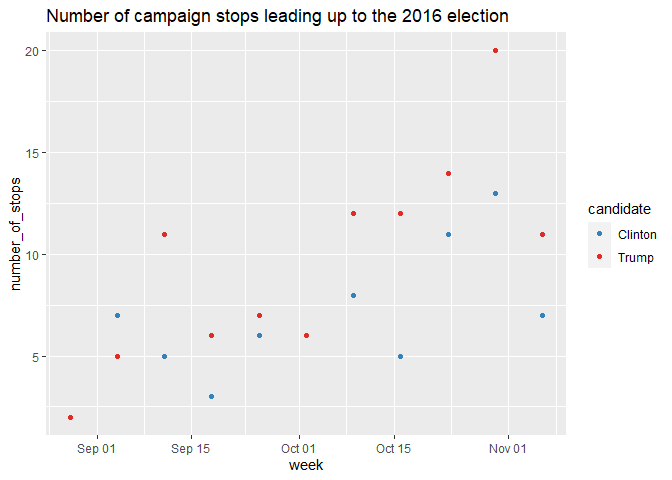 Number of campaign stops leading up to the 2016 election
20
15
10
5
number_of_stops
Sep 01 Sep 15 Oct 01 Oct 15 Nov 01
week
candidate
Clinton
Trump